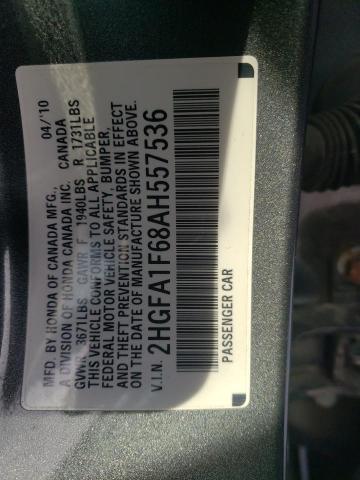 MFD. BY HONDA OF CANADA MFG., 04/'10
A DIVISION OF HONDA CANADA INC. CANADA
GVWR 3671LBS GAWR F 1940LBS R 1731LBS
THIS VEHICLE CONFORMS TO ALL APPLICABLE
FEDERAL MOTOR VEHICLE SAFETY, BUMPER,
AND THEFT PREVENTION STANDARDS IN EFFECT
ON THE DATE OF MANUFACTURE SHOWN ABOVE.
V.I.N. 2HGFA1F68AH557536
PASSENGER CAR